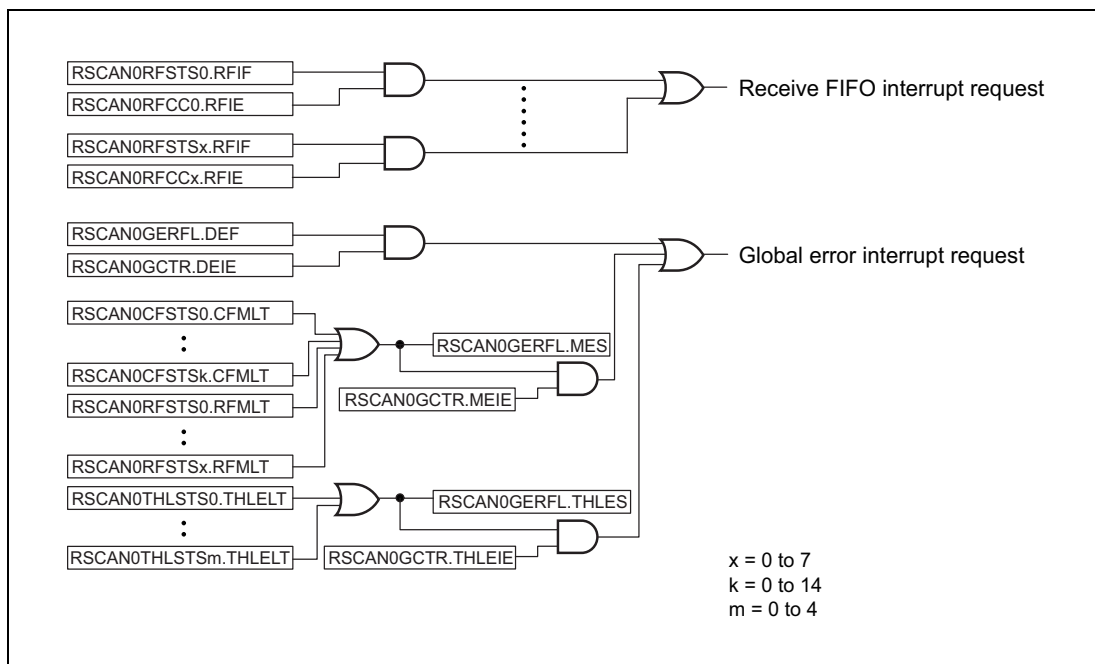 RSCAN0RFSTS0.RFIF
RSCAN0RFCC0.RFIE
Receive FIFO interrupt request
RSCAN0RFSTSx.RFIF
RSCAN0RFCCx.RFIE
RSCAN0GERFL.DEF
RSCAN0GCTR.DEIE
Global error interrupt request
RSCAN0CFSTS0.CFMLT
RSCAN0GERFL.MES
RSCAN0CFSTSk.CFMLT
RSCAN0RFSTS0.RFMLT
RSCAN0GCTR.MEIE
RSCAN0RFSTSx.RFMLT
RSCAN0THLSTS0.THLELT
RSCAN0GERFL.THLES
RSCAN0THLSTSm.THLELT
RSCAN0GCTR.THLEIE
x = 0 to 7
k = 0 to 14
m = 0 to 4